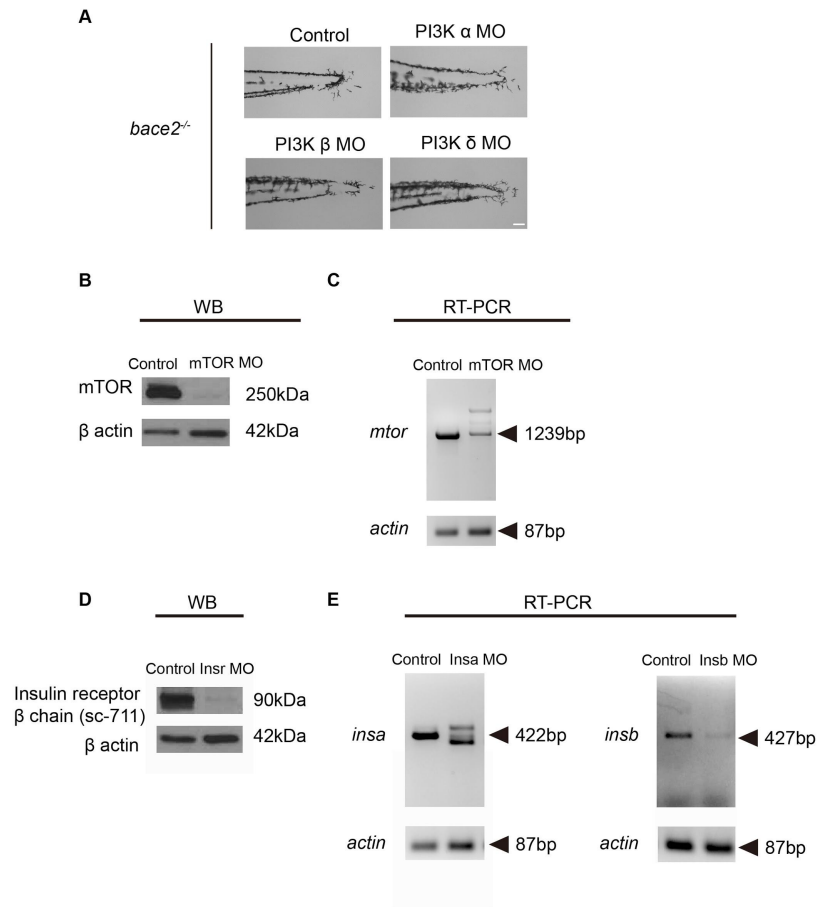 A
Control
PI3K α MO
bace2-/-
PI3K β MO
PI3K δ MO
B
WB
Control mTOR MO
mTOR
250kDa
β actin
42kDa
C
RT-PCR
Control mTOR MO
mtor
1239bp
actin
87bp
D
WB
Control Insr MO
Insulin receptor
β chain (sc-711)
90kDa
β actin
42kDa
E
RT-PCR
Control Insa MO
insa
422bp
actin
87bp
Control Insb MO
insb
427bp
actin
87bp